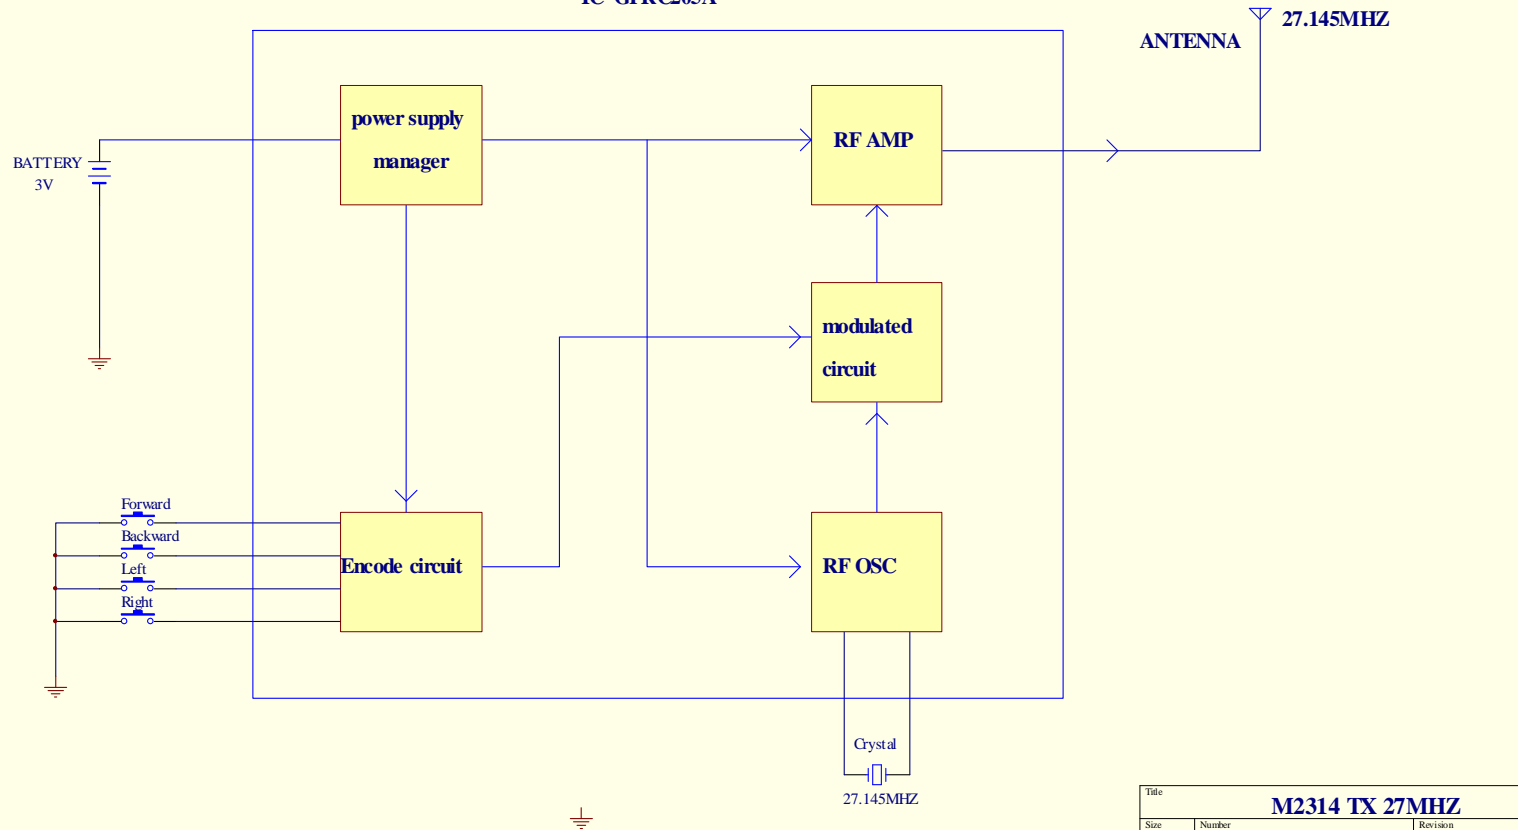 27.145MHZ
ANTENNA
power supply
manager
RF AMP
BATTERY
3V
modulated
circuit
Forward
Backward
Left
Right
Encode circuit
RF OSC
Crystal
27.145MHZ
Title
M2314 TX 27MHZ
Size
Number
Revision